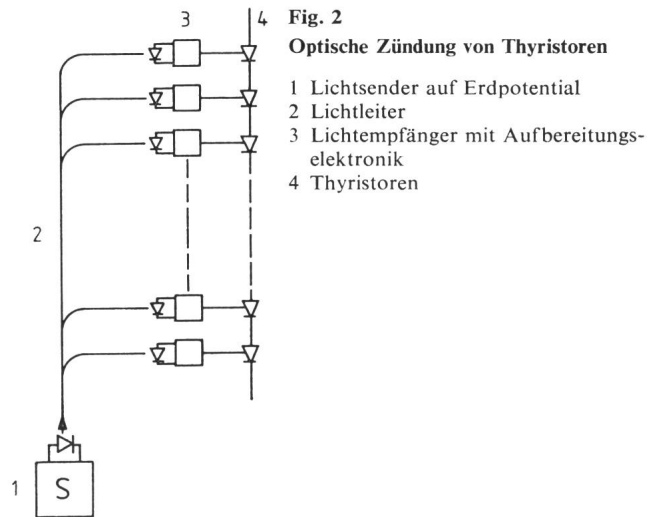 3
4
Fig. 2
Optische Zündung von Thyristoren
1 Lichtsender auf Erdpotential
2 Lichtleiter
3 Lichtempfänger mit Aufbereitungs-
elektronik
4 Thyristoren
2
1
S